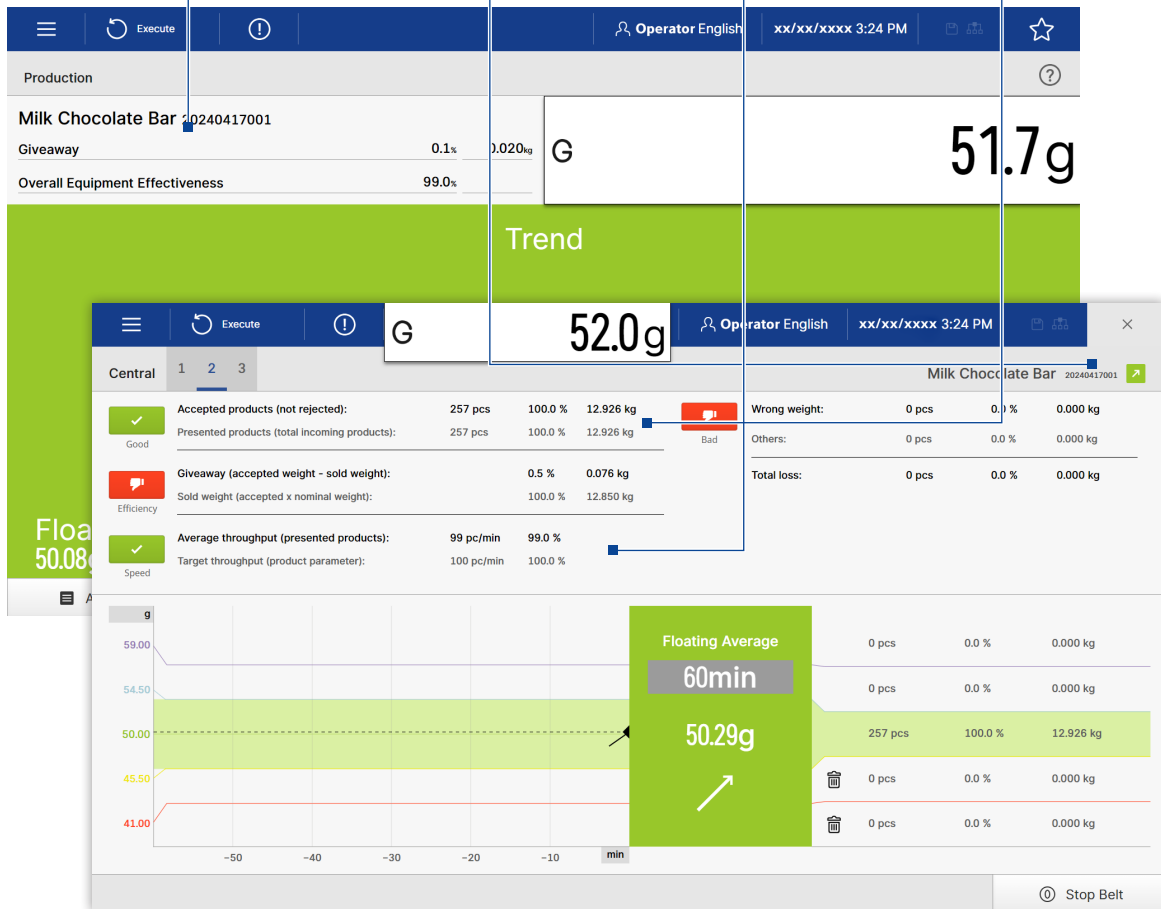 Execute
Operator English
xx/xx/xxxx 3:24 PM
Production
Milk Chocolate Bar 20240417001
Giveaway 0.1% 0.020kg
Overall Equipment Effectiveness 99.0%
G 51.7g
Trend
50.08
Execute
G 52.0g
Operator English
xx/xx/xxxx 3:24 PM
Central 1 2 3
Milk Chocolate Bar 20240417001
Good
Accepted products (not rejected): 257 pcs 100.0 % 12.926 kg
Presented products (total incoming products): 257 pcs 100.0 % 12.926 kg
Bad
Wrong weight: 0 pcs 0.0 % 0.000 kg
Others: 0 pcs 0.0 % 0.000 kg
Total loss: 0 pcs 0.0 % 0.000 kg
Efficiency
Giveaway (accepted weight - sold weight): 0.5 % 0.076 kg
Sold weight (accepted x nominal weight): 100.0 % 12.850 kg
Speed
Average throughput (presented products): 99 pc/min 99.0 %
Target throughput (product parameter): 100 pc/min 100.0 %
g
59.00
54.50
50.00
45.50
41.00
-50 -40 -30 -20 -10 min
Floating Average
60min
50.29g
0 pcs 0.0 % 0.000 kg
0 pcs 0.0 % 0.000 kg
257 pcs 100.0 % 12.926 kg
0 pcs 0.0 % 0.000 kg
0 pcs 0.0 % 0.000 kg
Stop Belt